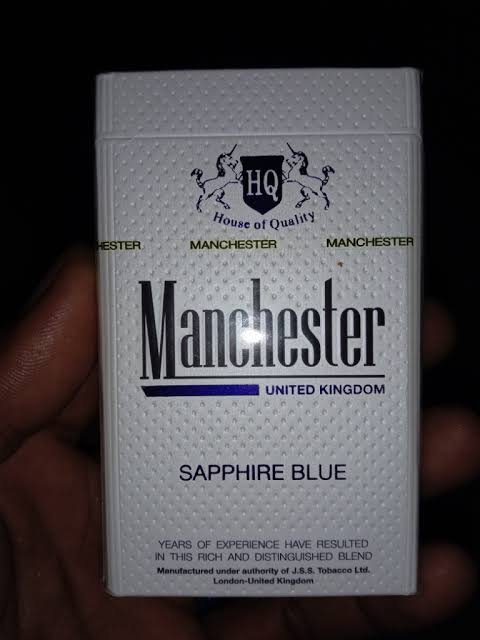 HQ
House of Quality
HESTER MANCHESTER MANCHESTER
Manchester
UNITED KINGDOM
SAPPHIRE BLUE
YEARS OF EXPERIENCE HAVE RESULTED
IN THIS RICH AND DISTINGUISHED BLEND
Manufactured under authority of J.S.S. Tobacco Ltd.
London-United Kingdom